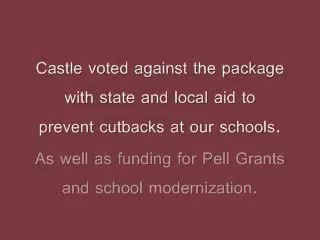 Castle voted against the package
with state and local aid to
prevent cutbacks at our schools.
As well as funding for Pell Grants
and school modernization.